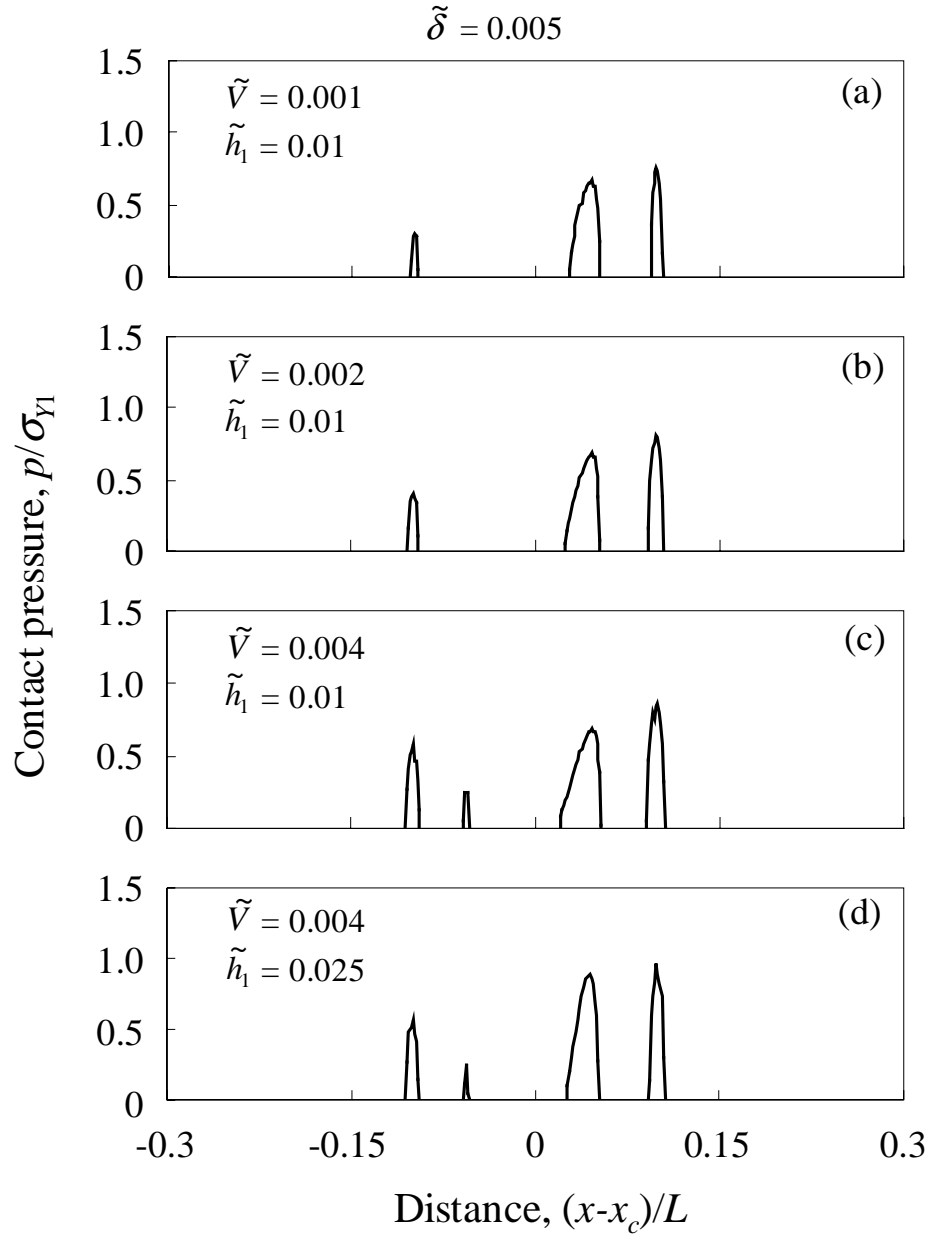 δ̃ = 0.005
1.5
1.0
0.5
0
Ṽ = 0.001
h̃₁ = 0.01
(a)
1.5
1.0
0.5
0
Ṽ = 0.002
h̃₁ = 0.01
(b)
1.5
1.0
0.5
0
Ṽ = 0.004
h̃₁ = 0.01
(c)
1.5
1.0
0.5
0
Ṽ = 0.004
h̃₁ = 0.025
(d)
-0.3 -0.15 0 0.15 0.3
Distance, (x-x_c)/L
Contact pressure, p/σ_Y1